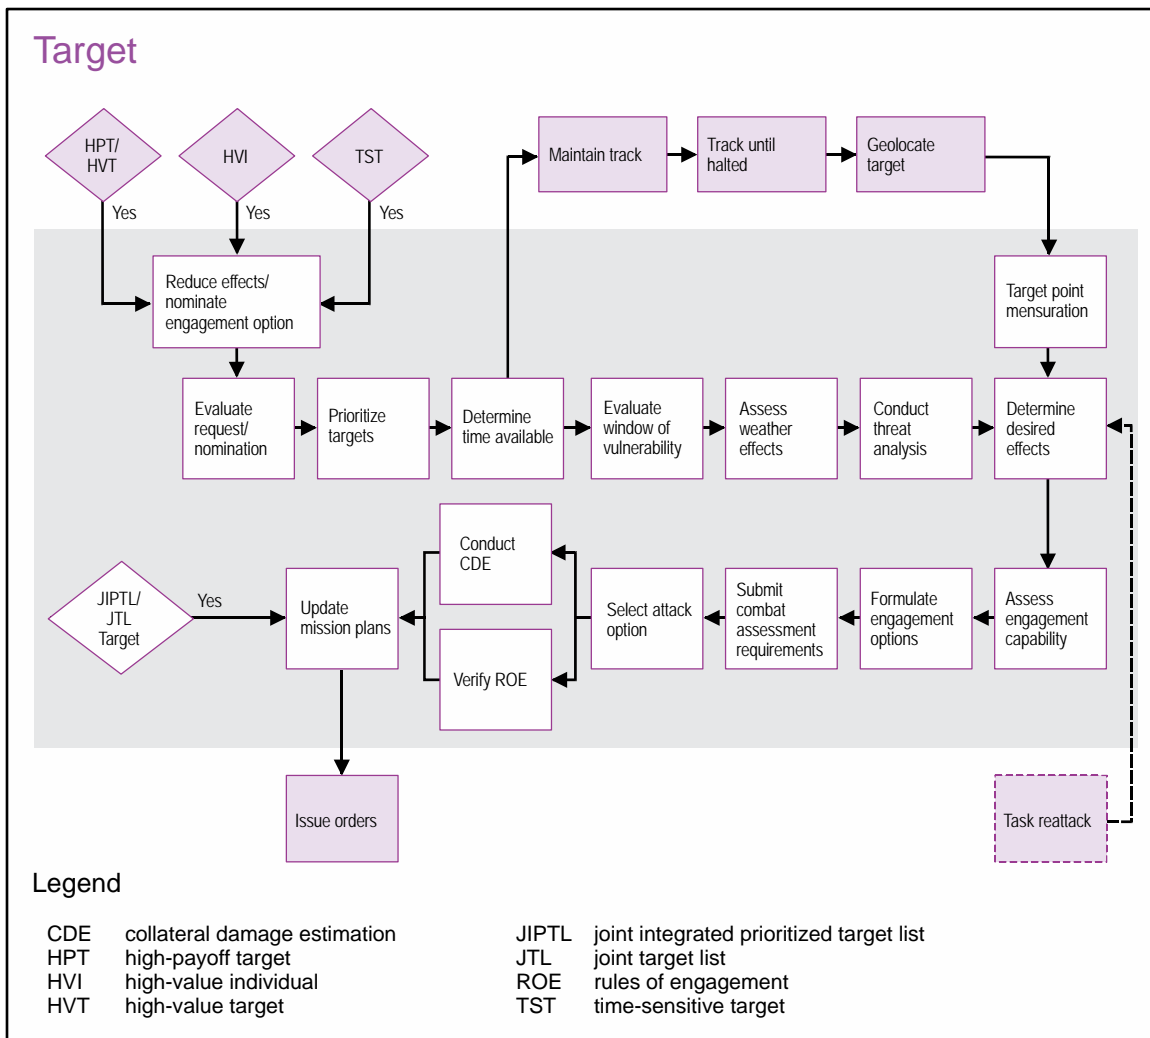 Target
HPT/
HVT
HVI
TST
Maintain track
Track until
halted
Geolocate
target
Yes
Yes
Yes
Reduce effects/
nominate
engagement option
Target point
mensuration
Evaluate
request/
nomination
Prioritize
targets
Determine
time available
Evaluate
window of
vulnerability
Assess
weather
effects
Conduct
threat
analysis
Determine
desired
effects
JIPTL/
JTL
Target
Yes
Update
mission plans
Conduct
CDE
Verify ROE
Select attack
option
Submit
combat
assessment
requirements
Formulate
engagement
options
Assess
engagement
capability
Issue orders
Task reattack
Legend
CDE collateral damage estimation
HPT high-payoff target
HVI high-value individual
HVT high-value target
JIPTL joint integrated prioritized target list
JTL joint target list
ROE rules of engagement
TST time-sensitive target